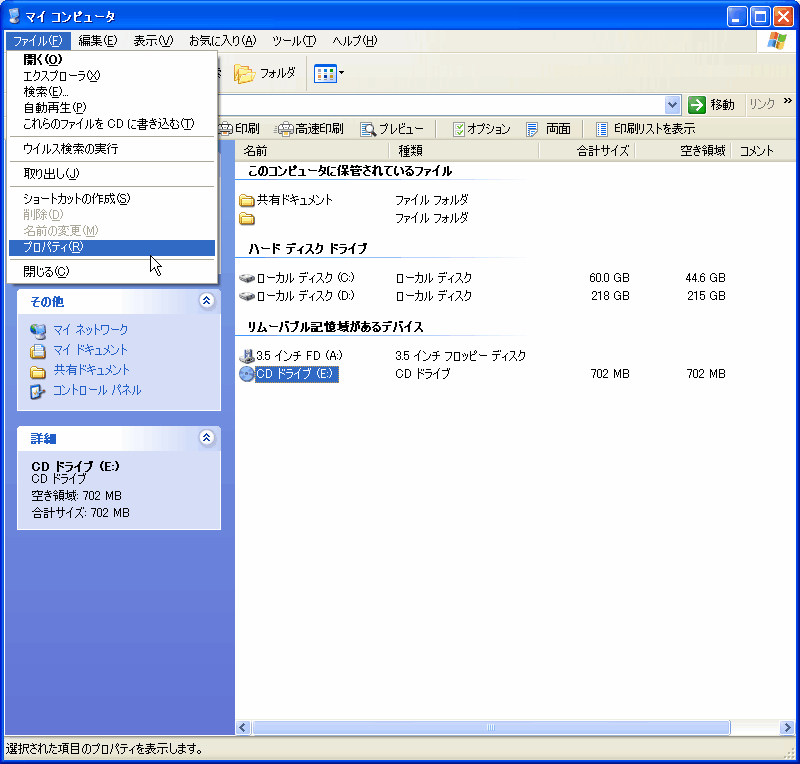 マイ コンピュータ
ファイル(F) 編集(E) 表示(V) お気に入り(A) ツール(T) ヘルプ(H)
開く(O)
エクスプローラ(X)
検索(E)...
自動再生(P)
これらのファイルを CD に書き込む(T)
ウイルス検索の実行
取り出し(J)
ショートカットの作成(S)
削除(D)
名前の変更(M)
プロパティ(R)
閉じる(C)
フォルダ
移動 リンク »
印刷 高速印刷 プレビュー オプション 両面 印刷リストを表示
名前 種類 合計サイズ 空き領域 コメント
このコンピュータに保管されているファイル
共有ドキュメント ファイル フォルダ
ファイル フォルダ
ハード ディスク ドライブ
ローカル ディスク (C:) ローカル ディスク 60.0 GB 44.6 GB
ローカル ディスク (D:) ローカル ディスク 218 GB 215 GB
リムーバブル記憶域があるデバイス
3.5 インチ FD (A:) 3.5 インチ フロッピー ディスク
CD ドライブ (E:) CD ドライブ 702 MB 702 MB
その他
マイ ネットワーク
マイ ドキュメント
共有ドキュメント
コントロール パネル
詳細
CD ドライブ (E:)
CD ドライブ
空き領域: 702 MB
合計サイズ: 702 MB
選択された項目のプロパティを表示します。